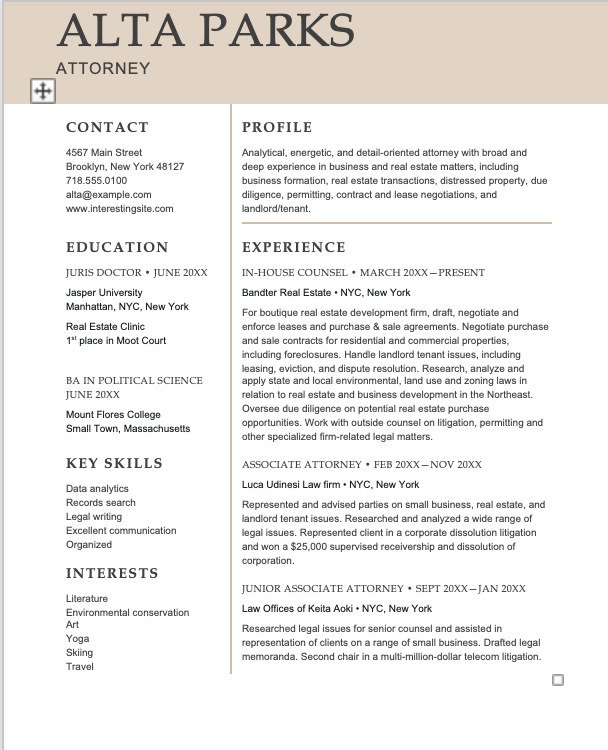 ALTA PARKS
ATTORNEY
CONTACT
4567 Main Street
Brooklyn, New York 48127
718.555.0100
alta@example.com
www.interestingsite.com
EDUCATION
JURIS DOCTOR • JUNE 20XX
Jasper University
Manhattan, NYC, New York
Real Estate Clinic
1st place in Moot Court
BA IN POLITICAL SCIENCE
JUNE 20XX
Mount Flores College
Small Town, Massachusetts
KEY SKILLS
Data analytics
Records search
Legal writing
Excellent communication
Organized
INTERESTS
Literature
Environmental conservation
Art
Yoga
Skiing
Travel
PROFILE
Analytical, energetic, and detail-oriented attorney with broad and
deep experience in business and real estate matters, including
business formation, real estate transactions, distressed property, due
diligence, permitting, contract and lease negotiations, and
landlord/tenant.
EXPERIENCE
IN-HOUSE COUNSEL • MARCH 20XX—PRESENT
Bandter Real Estate • NYC, New York
For boutique real estate development firm, draft, negotiate and
enforce leases and purchase & sale agreements. Negotiate purchase
and sale contracts for residential and commercial properties,
including foreclosures. Handle landlord tenant issues, including
leasing, eviction, and dispute resolution. Research, analyze and
apply state and local environmental, land use and zoning laws in
relation to real estate and business development in the Northeast.
Oversee due diligence on potential real estate purchase
opportunities. Work with outside counsel on litigation, permitting and
other specialized firm-related legal matters.
ASSOCIATE ATTORNEY • FEB 20XX—NOV 20XX
Luca Udinesi Law firm • NYC, New York
Represented and advised parties on small business, real estate, and
landlord tenant issues. Researched and analyzed a wide range of
legal issues. Represented client in a corporate dissolution litigation
and won a $25,000 supervised receivership and dissolution of
corporation.
JUNIOR ASSOCIATE ATTORNEY • SEPT 20XX—JAN 20XX
Law Offices of Keita Aoki • NYC, New York
Researched legal issues for senior counsel and assisted in
representation of clients on a range of small business. Drafted legal
memoranda. Second chair in a multi-million-dollar telecom litigation.